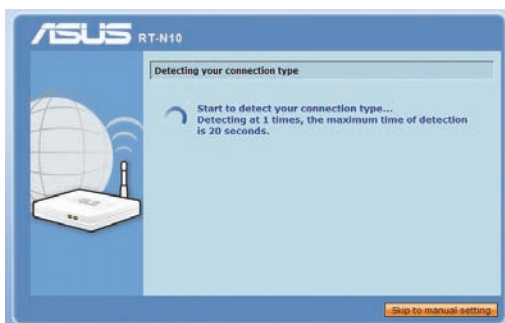 ASUS RT-N10
Detecting your connection type
Start to detect your connection type...
Detecting at 1 times, the maximum time of detection
is 20 seconds.
Skip to manual setting